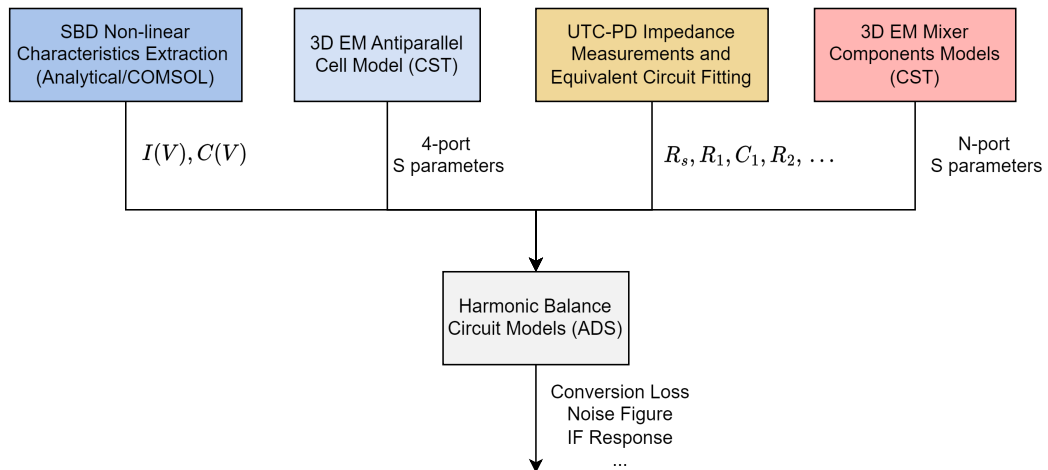 SBD Non-linear
Characteristics Extraction
(Analytical/COMSOL)
3D EM Antiparallel
Cell Model (CST)
UTC-PD Impedance
Measurements and
Equivalent Circuit Fitting
3D EM Mixer
Components Models
(CST)
I(V), C(V)
4-port
S parameters
R_s, R_1, C_1, R_2, ...
N-port
S parameters
Harmonic Balance
Circuit Models (ADS)
Conversion Loss
Noise Figure
IF Response
...